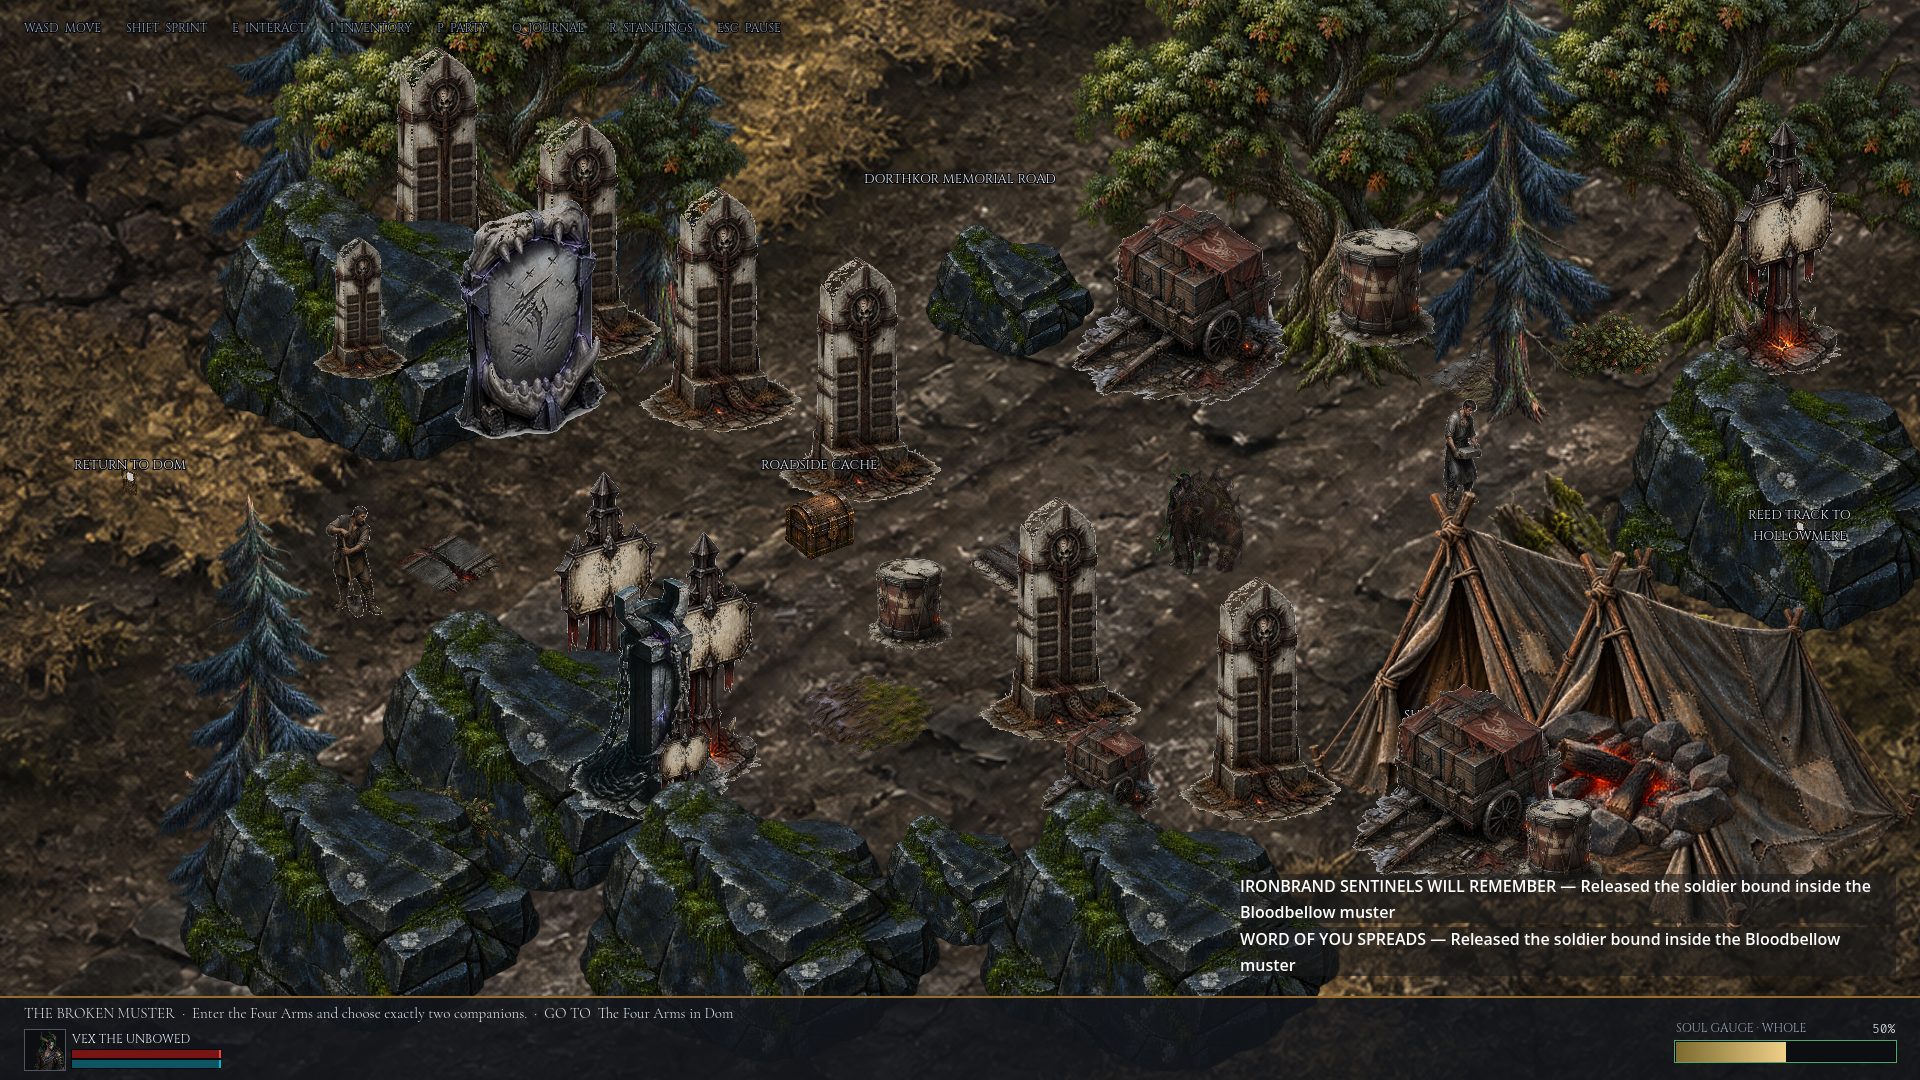 WASD MOVE SHIFT SPRINT E INTERACT I INVENTORY P PARTY Q JOURNAL R STANDINGS ESC PAUSE
DORTHKOR MEMORIAL ROAD
RETURN TO DOM
ROADSIDE CACHE
REED TRACK TO
HOLLOWMERE
IRONBRAND SENTINELS WILL REMEMBER — Released the soldier bound inside the
Bloodbellow muster
WORD OF YOU SPREADS — Released the soldier bound inside the Bloodbellow
muster
THE BROKEN MUSTER · Enter the Four Arms and choose exactly two companions. · GO TO The Four Arms in Dom
VEX THE UNBOWED
SOUL GAUGE · WHOLE 50%